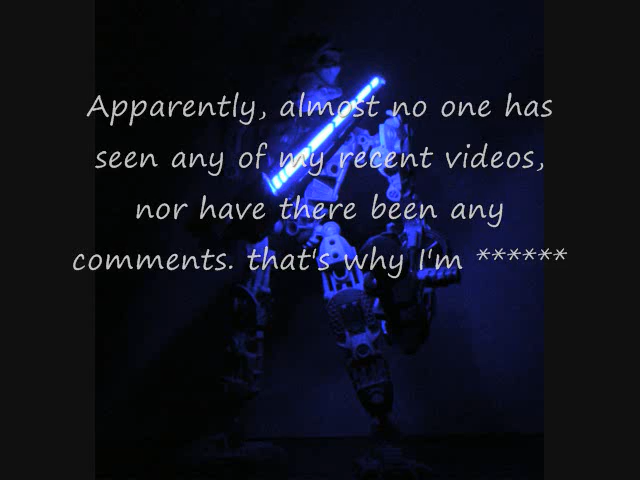 Apparently, almost no one has
seen any of my recent videos,
nor have there been any
comments. that's why I'm ******